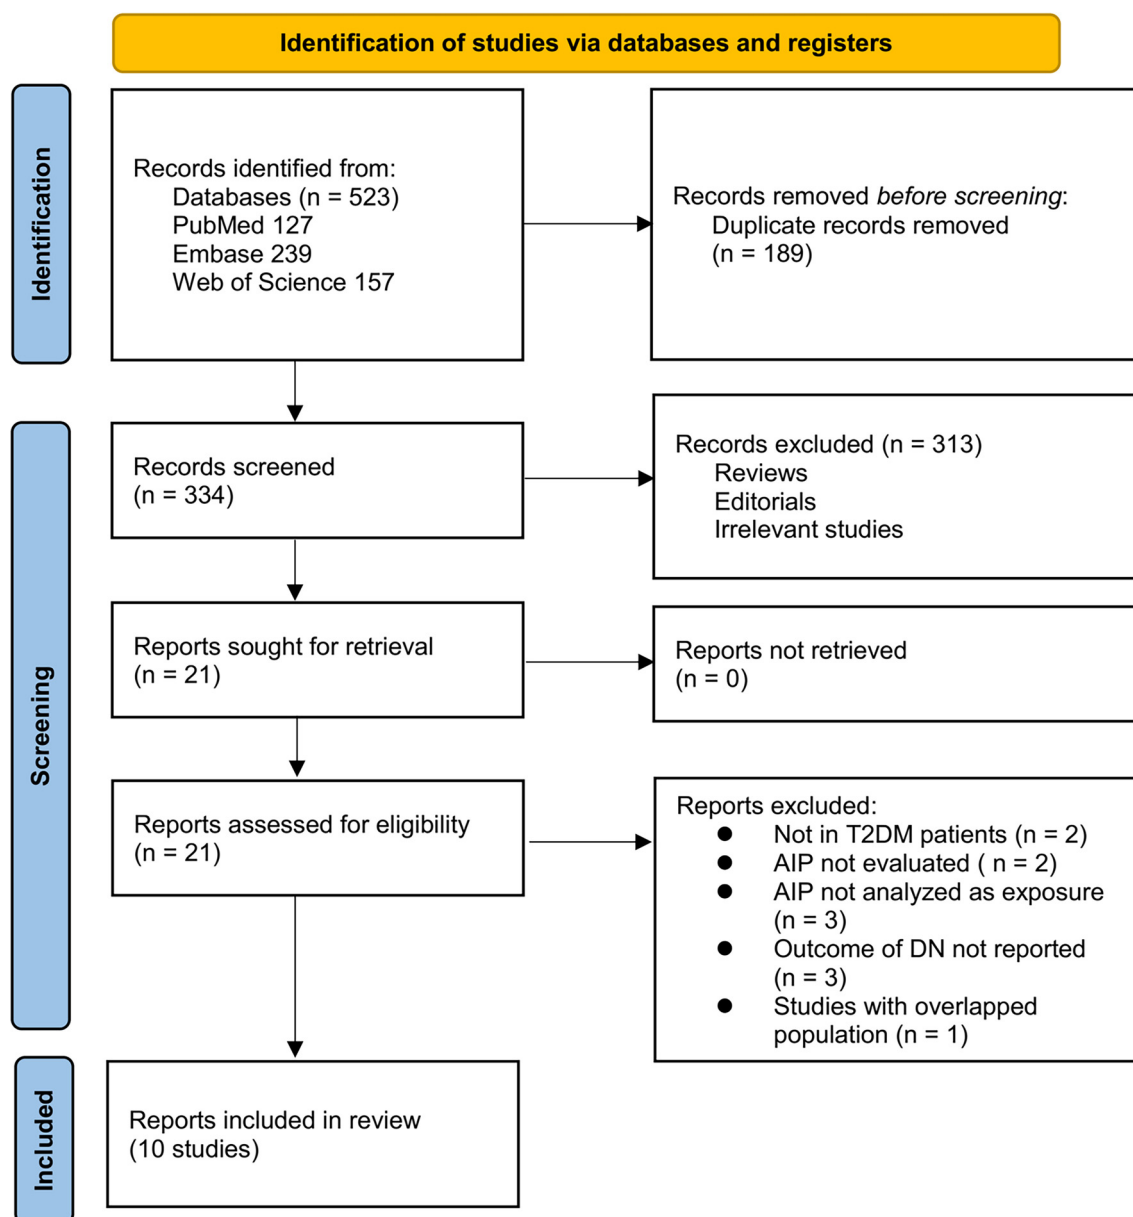 Identification of studies via databases and registers
Identification
Records identified from:
Databases (n = 523)
PubMed 127
Embase 239
Web of Science 157
Records removed before screening:
Duplicate records removed
(n = 189)
Screening
Records screened
(n = 334)
Records excluded (n = 313)
Reviews
Editorials
Irrelevant studies
Reports sought for retrieval
(n = 21)
Reports not retrieved
(n = 0)
Reports assessed for eligibility
(n = 21)
Reports excluded:
● Not in T2DM patients (n = 2)
● AIP not evaluated ( n = 2)
● AIP not analyzed as exposure
(n = 3)
● Outcome of DN not reported
(n = 3)
● Studies with overlapped
population (n = 1)
Included
Reports included in review
(10 studies)